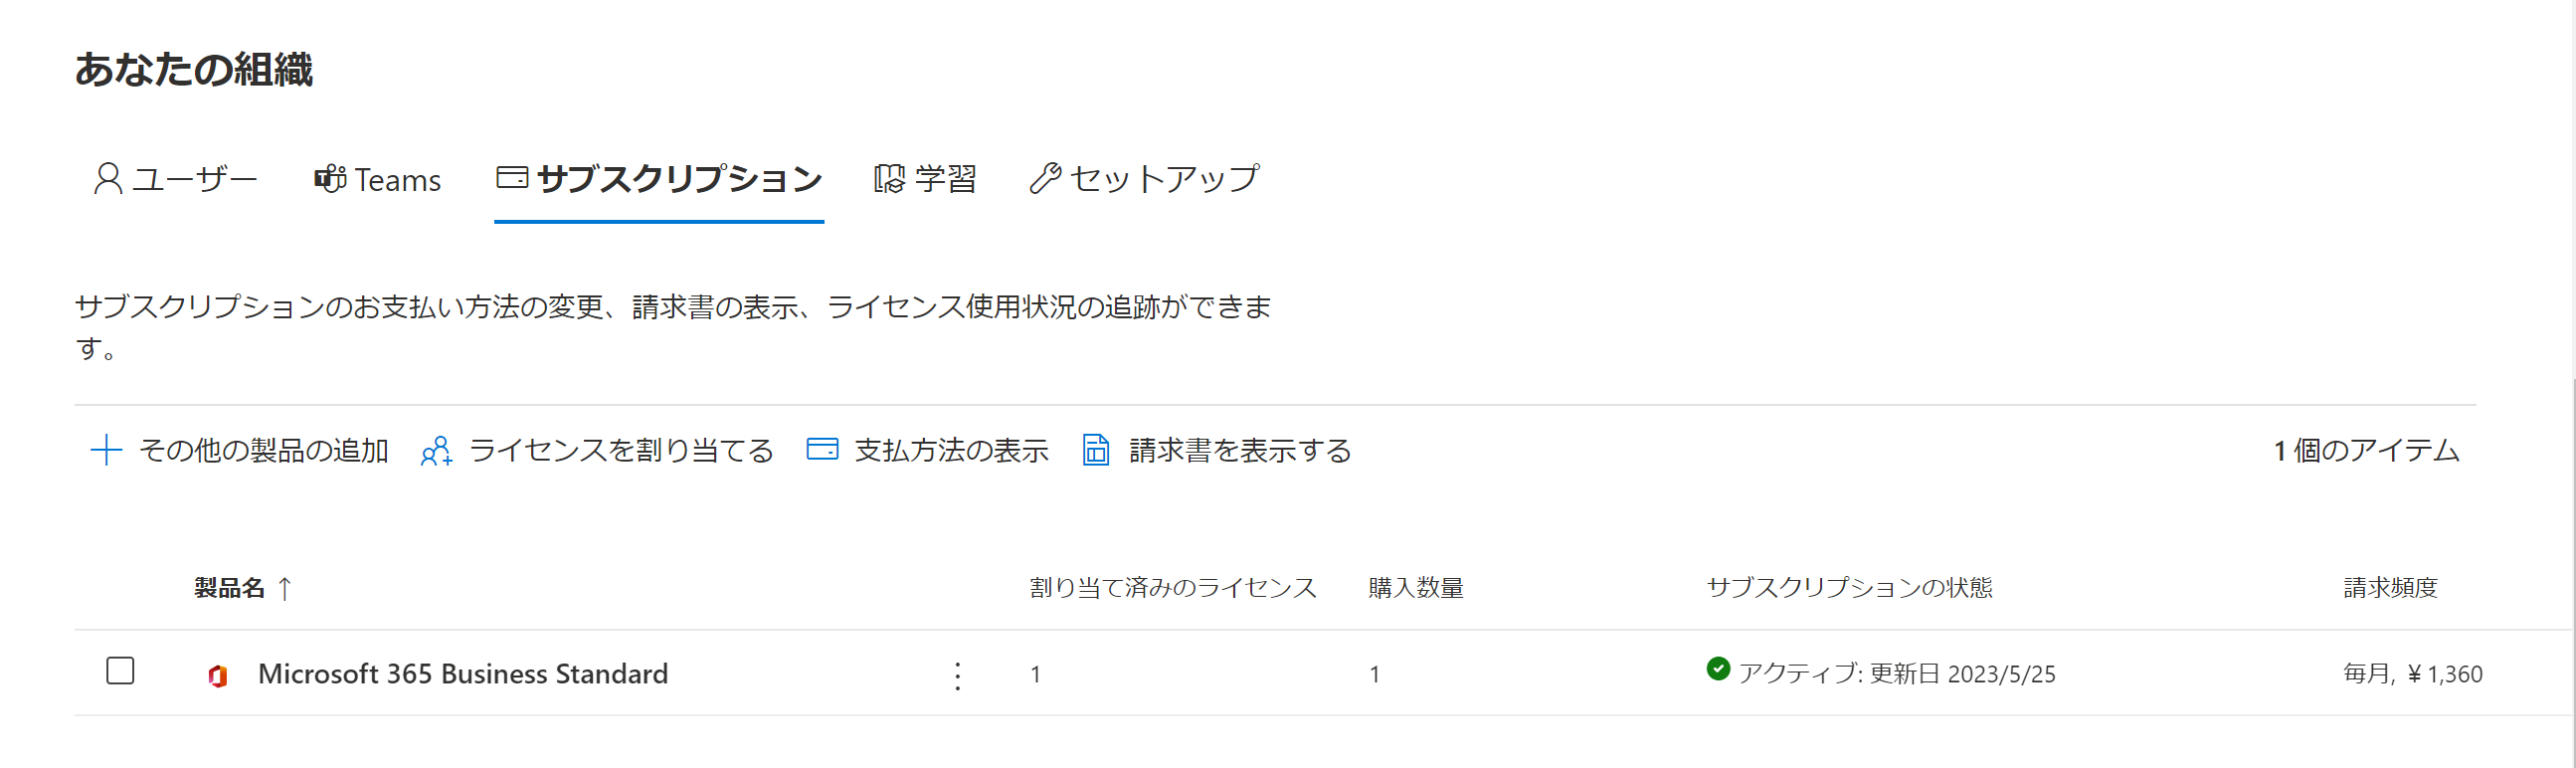 あなたの組織
ユーザー Teams サブスクリプション 学習 セットアップ
サブスクリプションのお支払い方法の変更、請求書の表示、ライセンス使用状況の追跡ができま
す。
その他の製品の追加 ライセンスを割り当てる 支払方法の表示 請求書を表示する 1 個のアイテム
製品名 ↑ 割り当て済みのライセンス 購入数量 サブスクリプションの状態 請求頻度
Microsoft 365 Business Standard 1 1 アクティブ: 更新日 2023/5/25 毎月, ¥1,360